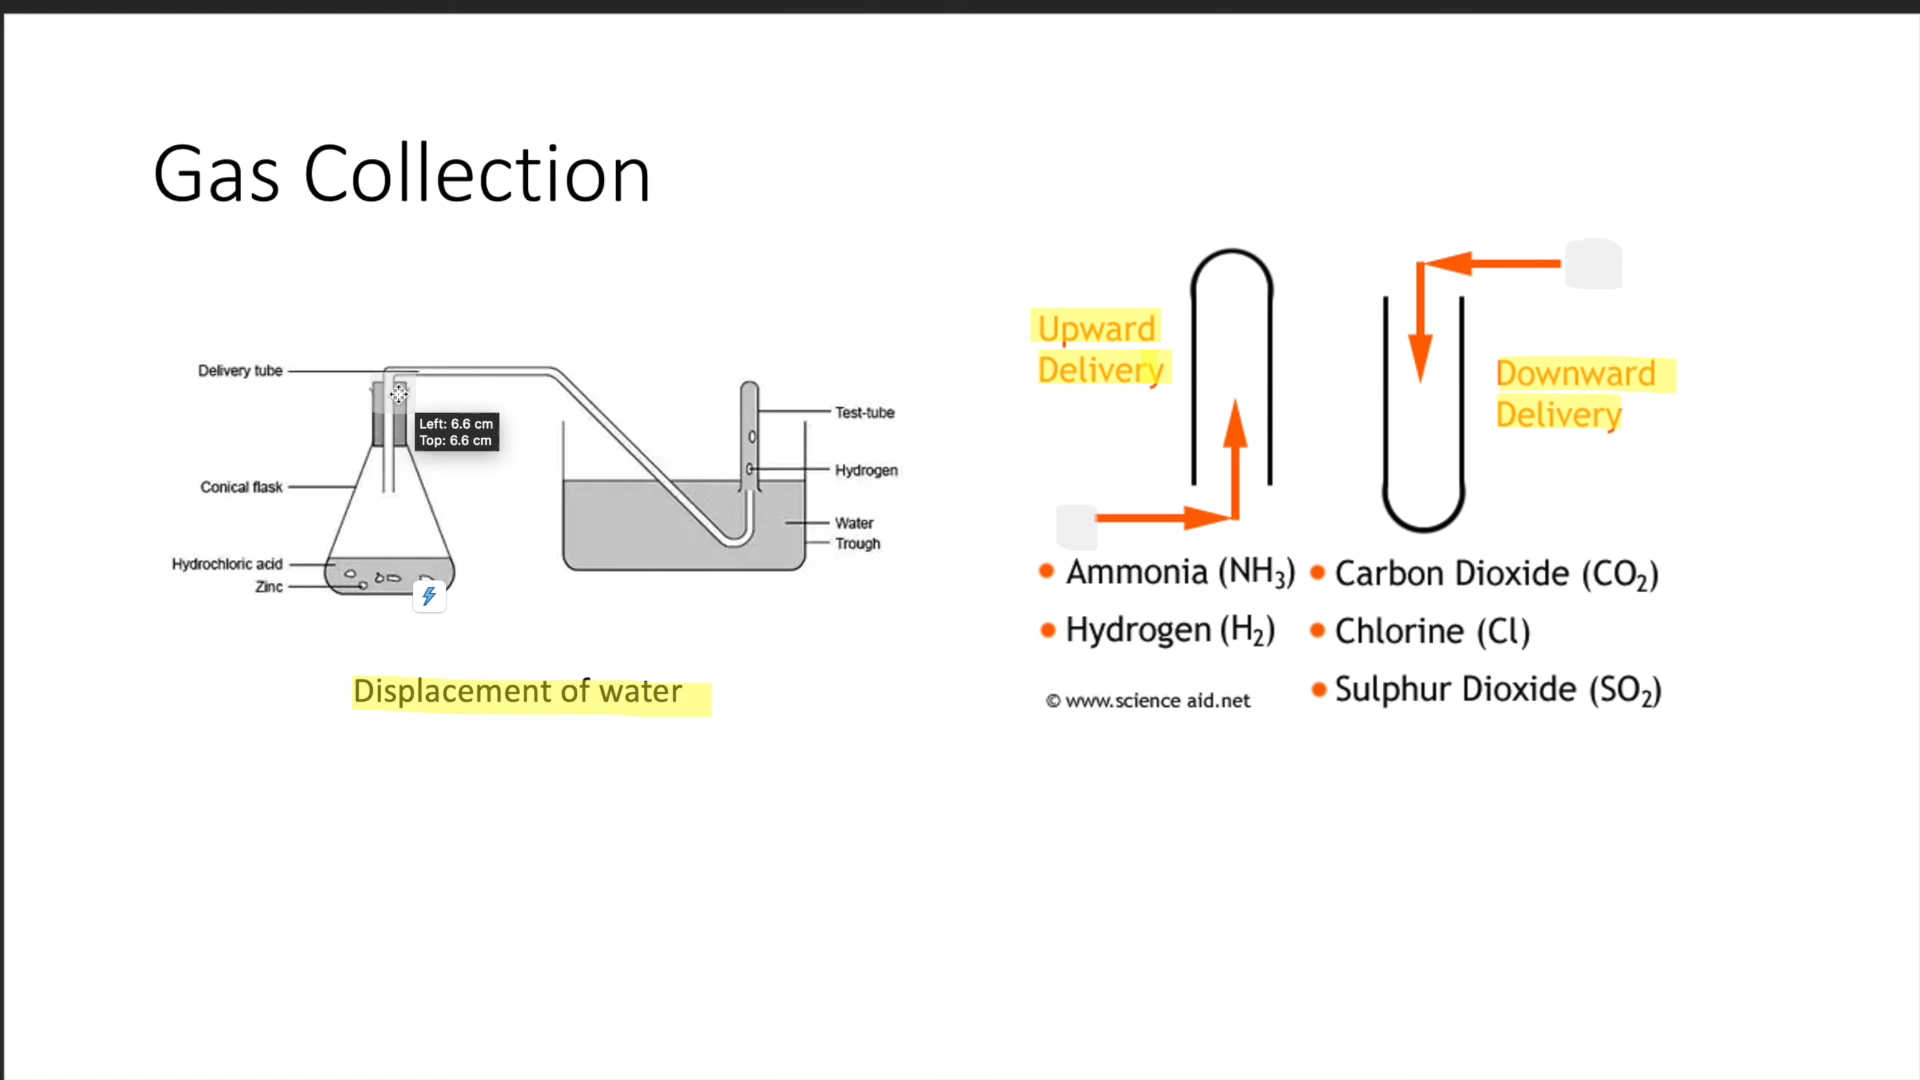 Gas Collection
Delivery tube
Left: 6.6 cm
Top: 6.6 cm
Conical flask
Hydrochloric acid
Zinc
Test-tube
Hydrogen
Water
Trough
Displacement of water
Upward
Delivery
Downward
Delivery
Ammonia (NH₃)
Hydrogen (H₂)
Carbon Dioxide (CO₂)
Chlorine (Cl)
Sulphur Dioxide (SO₂)
© www.science aid.net